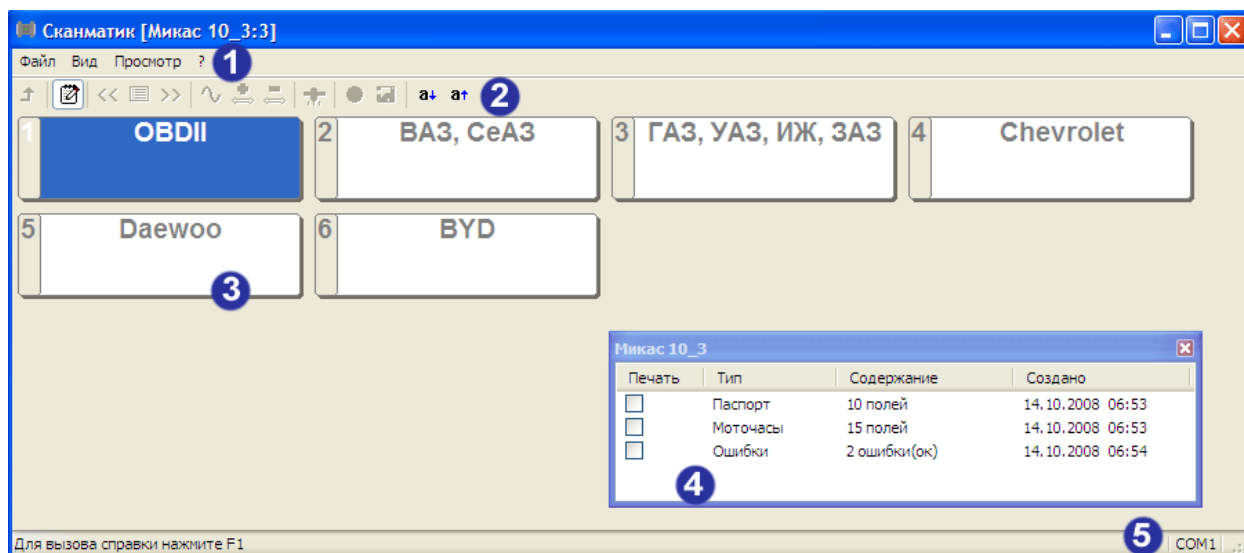 Сканматик [Микас 10_3:3]
Файл Вид Просмотр ? 1
<< >> a↓ a↑ 2
1 OBDII 2 ВАЗ, СеАЗ 3 ГАЗ, УАЗ, ИЖ, ЗАЗ 4 Chevrolet
5 Daewoo 6 BYD
3
Микас 10_3
Печать Тип Содержание Создано
Паспорт 10 полей 14.10.2008 06:53
Моточасы 15 полей 14.10.2008 06:53
Ошибки 2 ошибки(ок) 14.10.2008 06:54
4
Для вызова справки нажмите F1 5 COM1